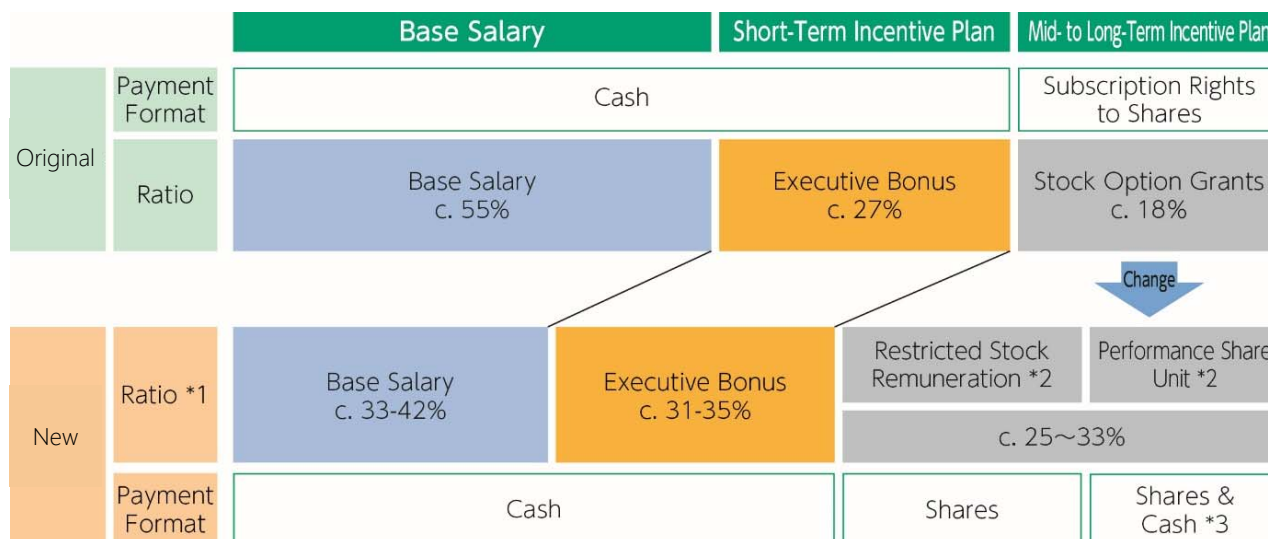 Base Salary
Short-Term Incentive Plan
Mid- to Long-Term Incentive Plan
Original
Payment
Format
Cash
Subscription Rights
to Shares
Ratio
Base Salary
c. 55%
Executive Bonus
c. 27%
Stock Option Grants
c. 18%
Change
New
Ratio *1
Base Salary
c. 33-42%
Executive Bonus
c. 31-35%
Restricted Stock
Remuneration *2
Performance Share
Unit *2
c. 25～33%
Payment
Format
Cash
Shares
Shares &
Cash *3